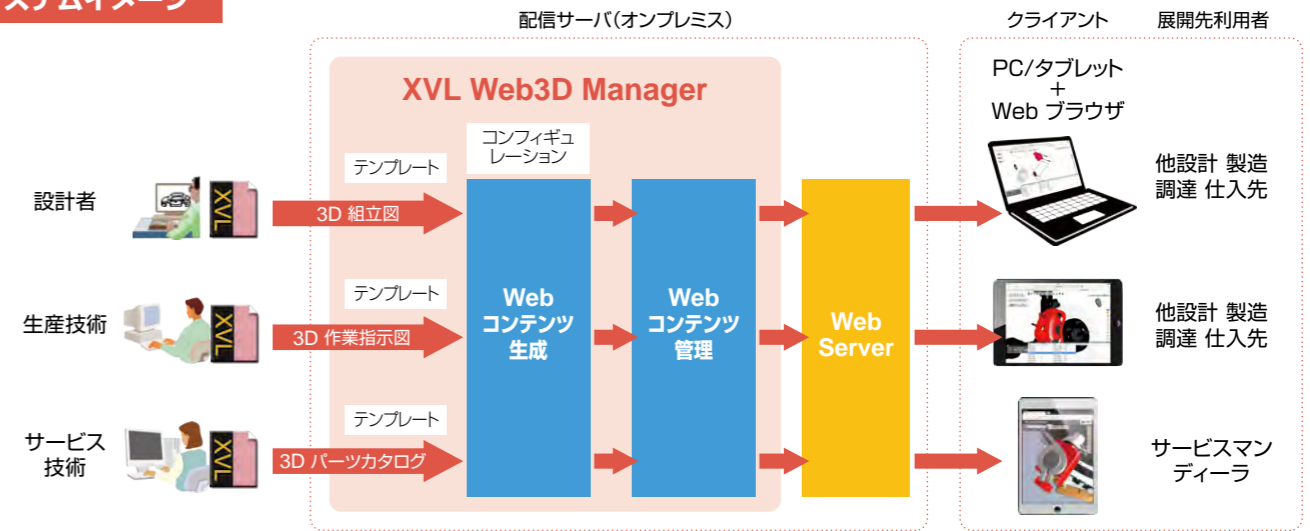 ステムイメージ
配信サーバ(オンプレミス)
クライアント
展開先利用者
XVL Web3D Manager
PC/タブレット
+
Web ブラウザ
コンフィギュ
レーション
テンプレート
設計者
XVL
3D 組立図
他設計 製造
調達 仕入先
テンプレート
生産技術
XVL
3D 作業指示図
Web
コンテンツ
生成
Web
コンテンツ
管理
Web
Server
他設計 製造
調達 仕入先
テンプレート
サービス
技術
XVL
3D パーツカタログ
サービスマン
ディーラ